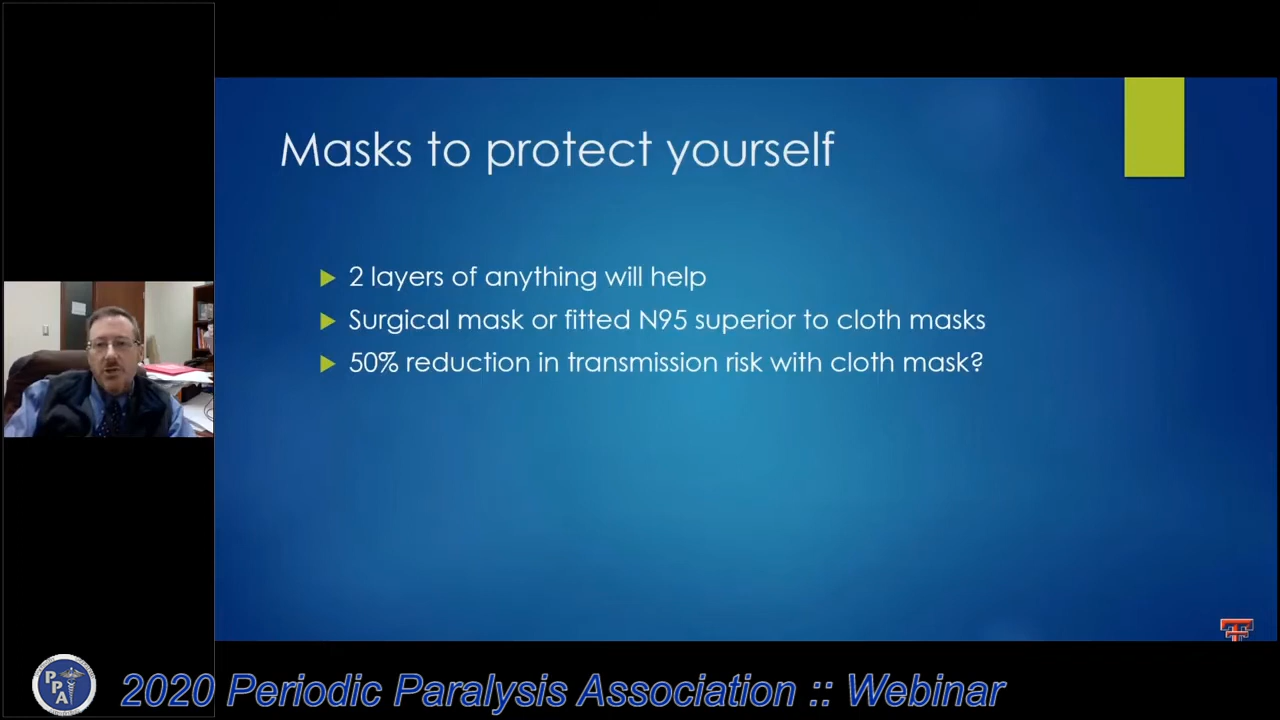 Masks to protect yourself
2 layers of anything will help
Surgical mask or fitted N95 superior to cloth masks
50% reduction in transmission risk with cloth mask?
PPA
2020 Periodic Paralysis Association :: Webinar